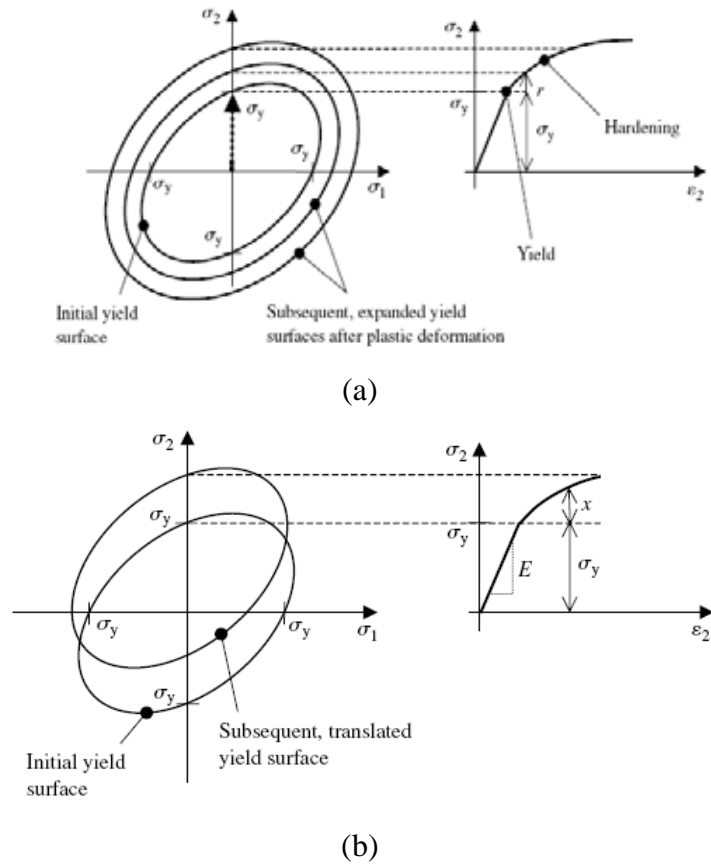 σ₂
σ₂
σy
σy
r
σy
σy
Hardening
σy
σ₁
σy
ε₂
Yield
Initial yield
surface
Subsequent, expanded yield
surfaces after plastic deformation
(a)
σ₂
σ₂
σy
σy
x
E
σy
σy
σy
σ₁
ε₂
σy
Subsequent, translated
yield surface
Initial yield
surface
(b)